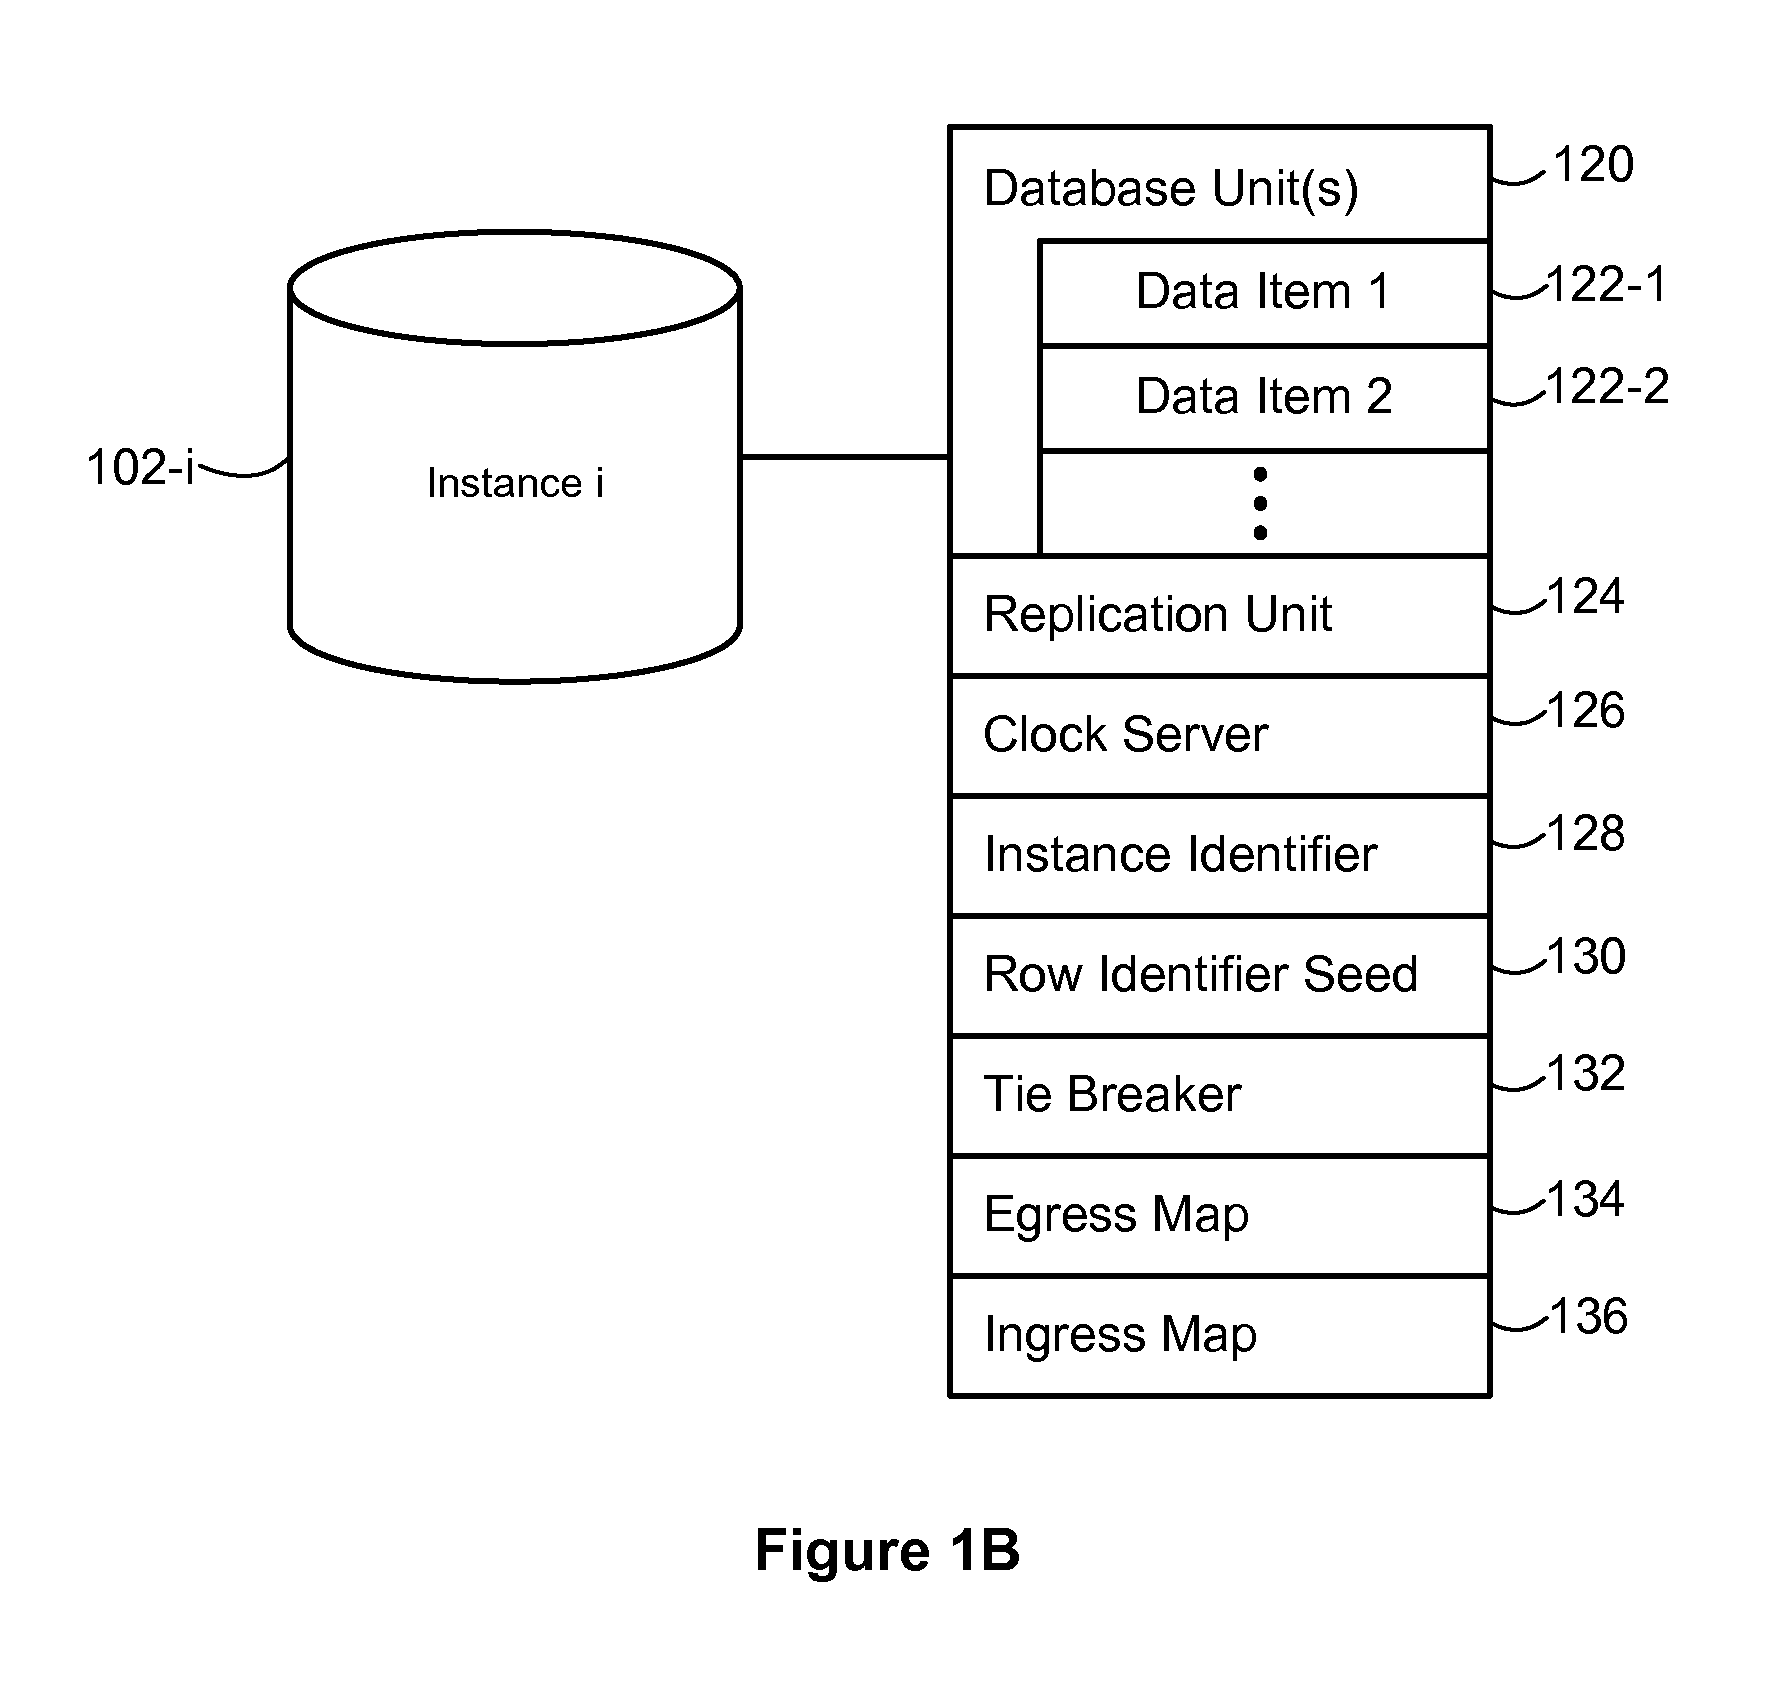 Database Unit(s) 120
Data Item 1 122-1
Data Item 2 122-2
102-i Instance i
Replication Unit 124
Clock Server 126
Instance Identifier 128
Row Identifier Seed 130
Tie Breaker 132
Egress Map 134
Ingress Map 136
Figure 1B